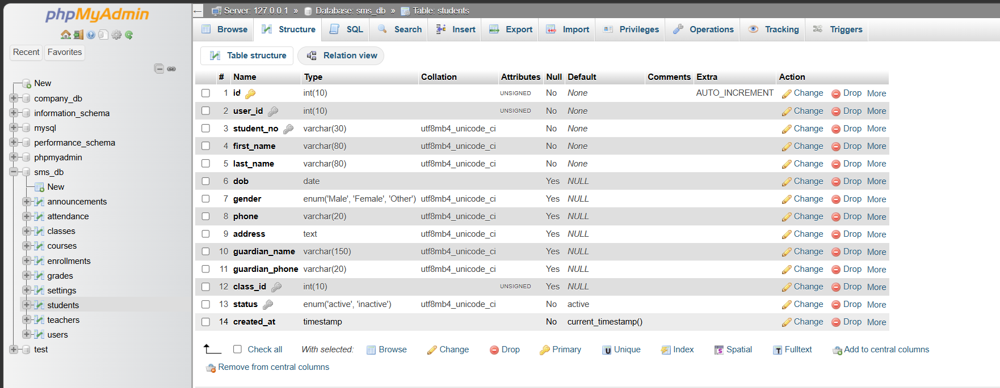 phpMyAdmin
Recent Favorites
New
company_db
information_schema
mysql
performance_schema
phpmyadmin
sms_db
New
announcements
attendance
classes
courses
enrollments
grades
settings
students
teachers
users
test
Server: 127.0.0.1 » Database: sms_db » Table: students
Browse Structure SQL Search Insert Export Import Privileges Operations Tracking Triggers
Table structure Relation view
# Name Type Collation Attributes Null Default Comments Extra Action
1 id int(10) UNSIGNED No None AUTO_INCREMENT Change Drop More
2 user_id int(10) UNSIGNED No None Change Drop More
3 student_no varchar(30) utf8mb4_unicode_ci No None Change Drop More
4 first_name varchar(80) utf8mb4_unicode_ci No None Change Drop More
5 last_name varchar(80) utf8mb4_unicode_ci No None Change Drop More
6 dob date Yes NULL Change Drop More
7 gender enum('Male', 'Female', 'Other') utf8mb4_unicode_ci Yes NULL Change Drop More
8 phone varchar(20) utf8mb4_unicode_ci Yes NULL Change Drop More
9 address text utf8mb4_unicode_ci Yes NULL Change Drop More
10 guardian_name varchar(150) utf8mb4_unicode_ci Yes NULL Change Drop More
11 guardian_phone varchar(20) utf8mb4_unicode_ci Yes NULL Change Drop More
12 class_id int(10) UNSIGNED Yes NULL Change Drop More
13 status enum('active', 'inactive') utf8mb4_unicode_ci No active Change Drop More
14 created_at timestamp No current_timestamp() Change Drop More
Check all With selected: Browse Change Drop Primary Unique Index Spatial Fulltext Add to central columns
Remove from central columns